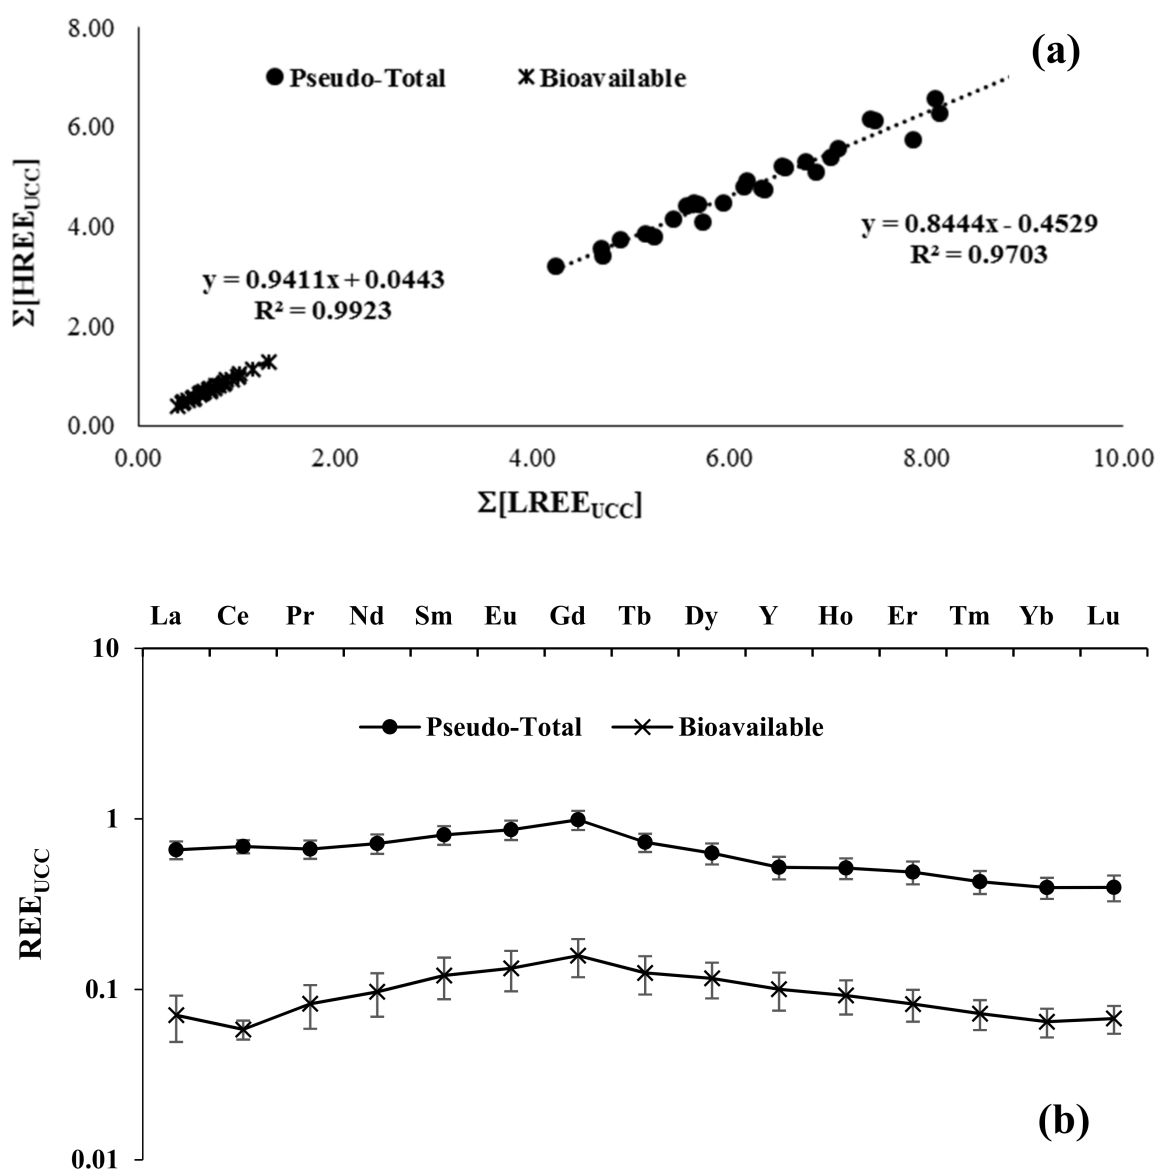 8.00
(a)
Pseudo-Total Bioavailable
6.00
Σ[HREE_UCC]
4.00
y = 0.8444x - 0.4529
R² = 0.9703
y = 0.9411x + 0.0443
R² = 0.9923
2.00
0.00
0.00 2.00 4.00 6.00 8.00 10.00
Σ[LREE_UCC]
La Ce Pr Nd Sm Eu Gd Tb Dy Y Ho Er Tm Yb Lu
10
Pseudo-Total Bioavailable
1
REE_UCC
0.1
(b)
0.01